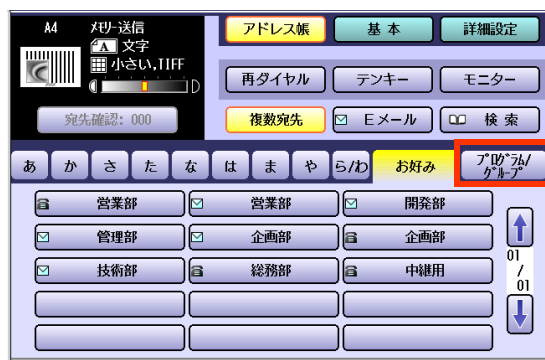 A4 ﾒﾓﾘｰ送信 アドレス帳 基本 詳細設定
A 文字
小さい,TIFF
D 再ダイヤル テンキー モニター
宛先確認: 000 複数宛先 Eメール 検索
あ か さ た な は ま や ら/わ お好み ﾌﾟﾛｸﾞﾗﾑ/
ｸﾞﾙｰﾌﾟ
営業部 営業部 開発部
管理部 企画部 企画部
技術部 総務部 中継用
01
/
01